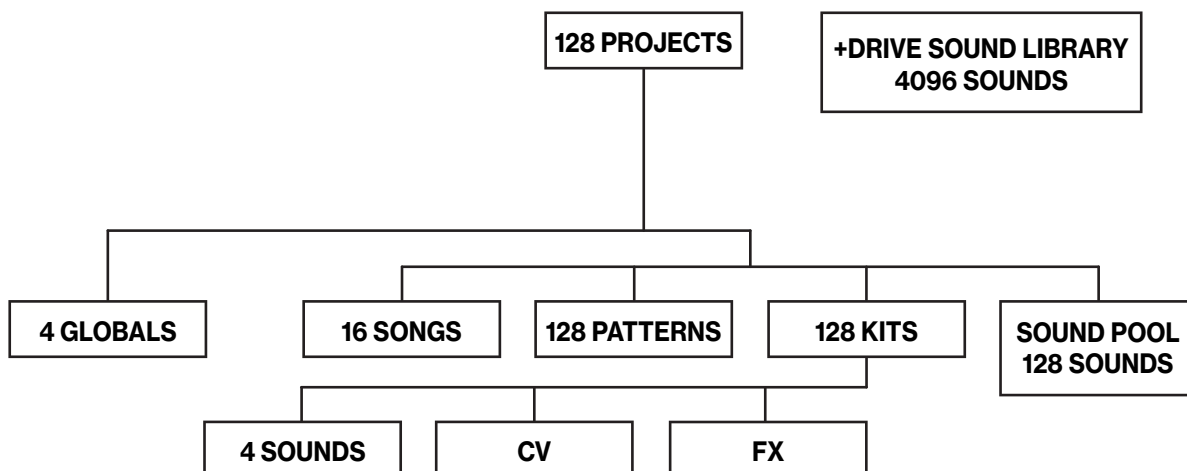 128 PROJECTS
+DRIVE SOUND LIBRARY
4096 SOUNDS
4 GLOBALS
16 SONGS
128 PATTERNS
128 KITS
SOUND POOL
128 SOUNDS
4 SOUNDS
CV
FX